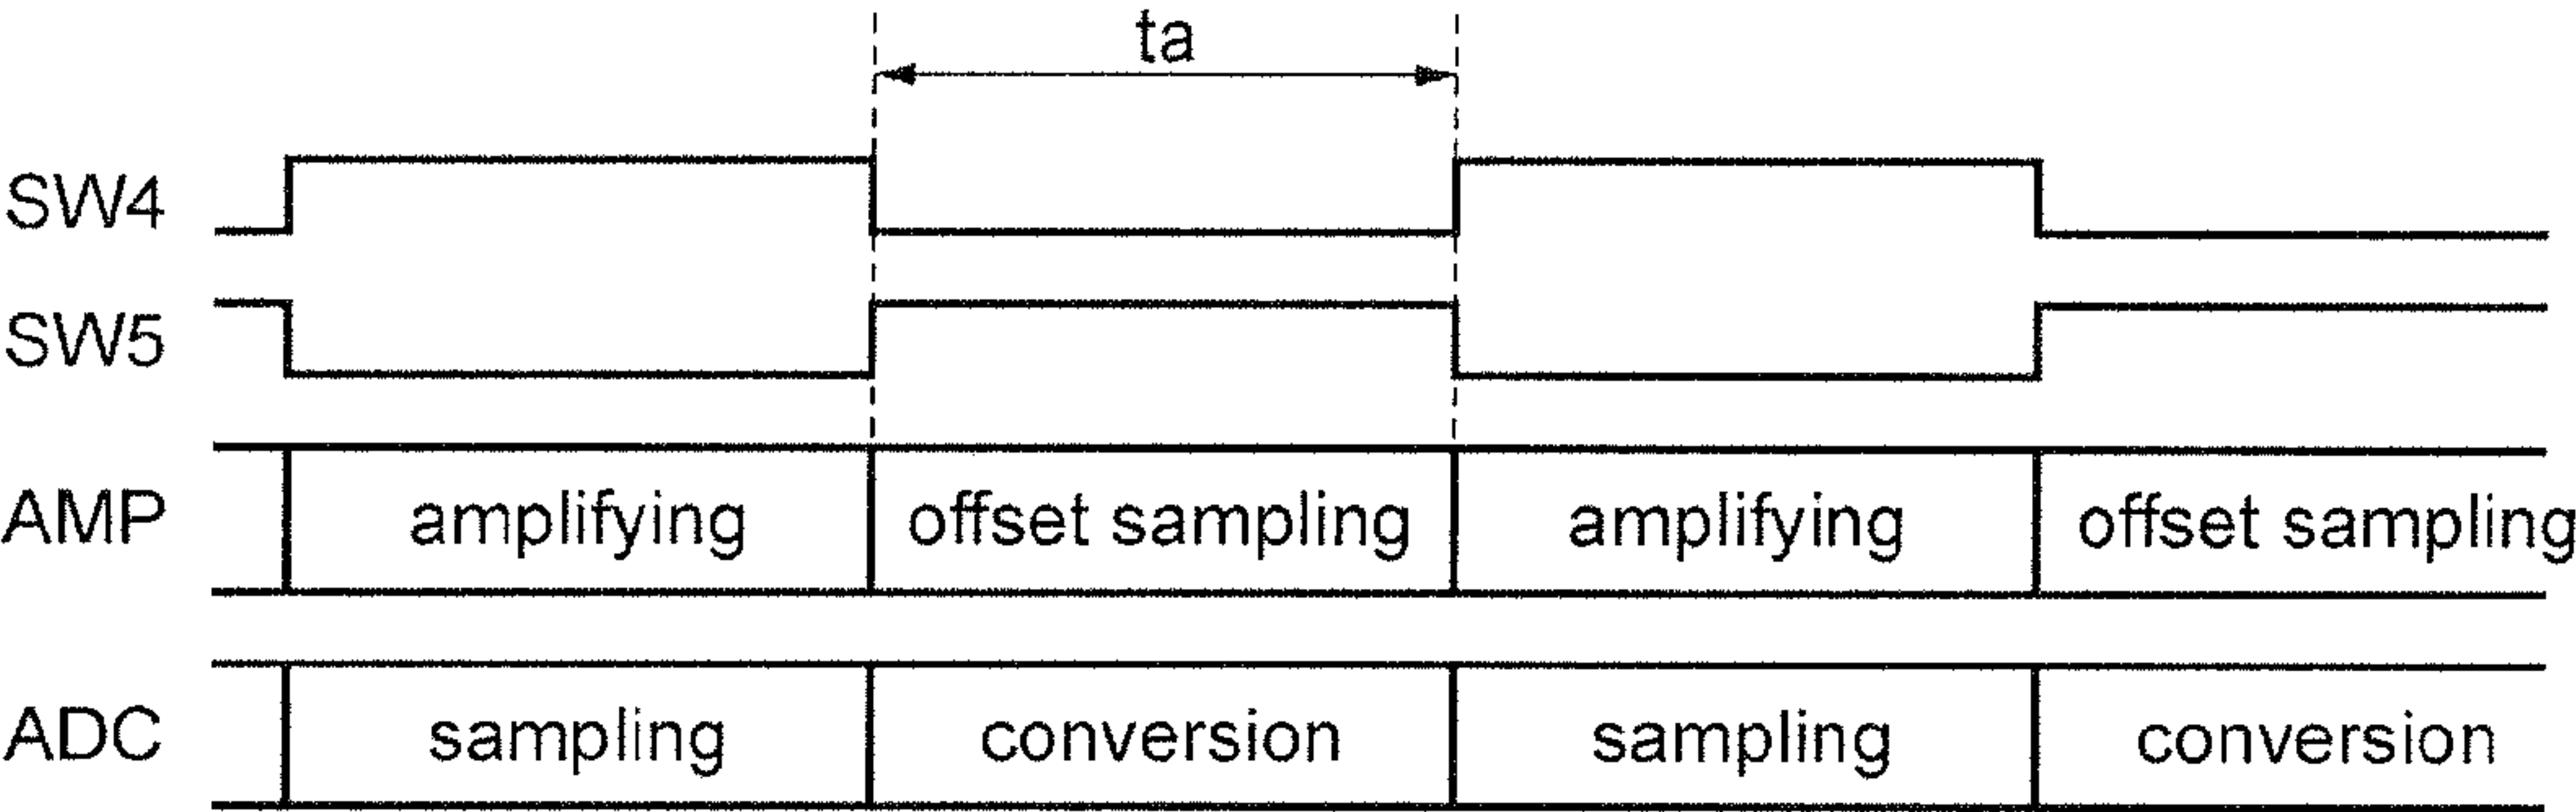 ta
SW4
SW5
AMP amplifying offset sampling amplifying offset sampling
ADC sampling conversion sampling conversion